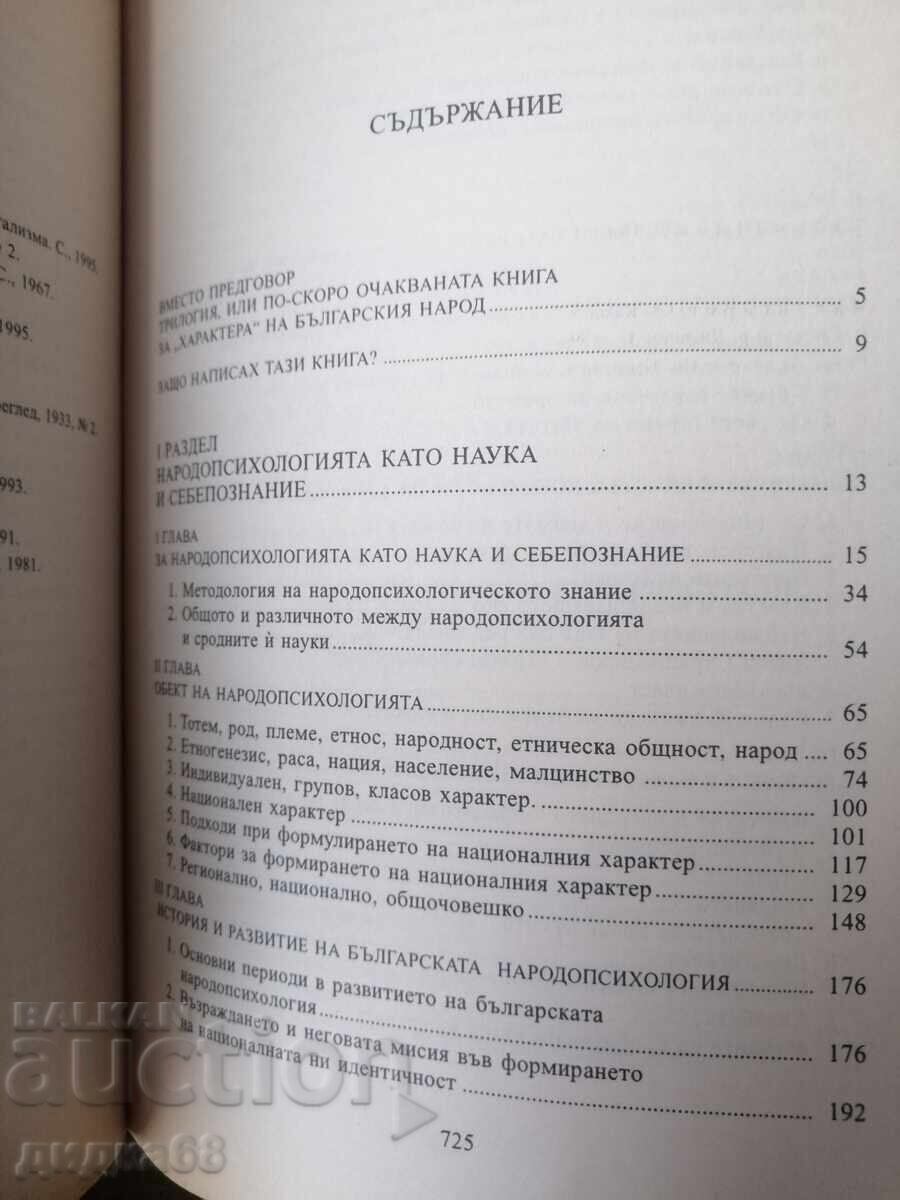 тализма. С., 1995.
2.
С., 1967.
1995.
реглед, 1933, № 2.
1993.
91.
, 1981.
СЪДЪРЖАНИЕ
ВМЕСТО ПРЕДГОВОР
ТРИЛОГИЯ, ИЛИ ПО-СКОРО ОЧАКВАНАТА КНИГА
ЗА „ХАРАКТЕРА“ НА БЪЛГАРСКИЯ НАРОД ........ 5
ЗАЩО НАПИСАХ ТАЗИ КНИГА? ........ 9
I РАЗДЕЛ
НАРОДОПСИХОЛОГИЯТА КАТО НАУКА
И СЕБЕПОЗНАНИЕ ........ 13
I ГЛАВА
ЗА НАРОДОПСИХОЛОГИЯТА КАТО НАУКА И СЕБЕПОЗНАНИЕ ........ 15
1. Методология на народопсихологическото знание ........ 34
2. Общото и различното между народопсихологията
и сродните ѝ науки ........ 54
II ГЛАВА
ОБЕКТ НА НАРОДОПСИХОЛОГИЯТА ........ 65
1. Тотем, род, племе, етнос, народност, етническа общност, народ .... 65
2. Етногенезис, раса, нация, население, малцинство ........ 74
3. Индивидуален, групов, класов характер. ........ 100
4. Национален характер ........ 101
5. Подходи при формулирането на националния характер ........ 117
6. Фактори за формирането на националния характер ........ 129
7. Регионално, национално, общочовешко ........ 148
III ГЛАВА
ИСТОРИЯ И РАЗВИТИЕ НА БЪЛГАРСКАТА НАРОДОПСИХОЛОГИЯ ........ 176
1. Основни периоди в развитието на българската
народопсихология ........ 176
2. Възраждането и неговата мисия във формирането
на националната ни идентичност ........ 192
725
BALKAN
auction
дидка68